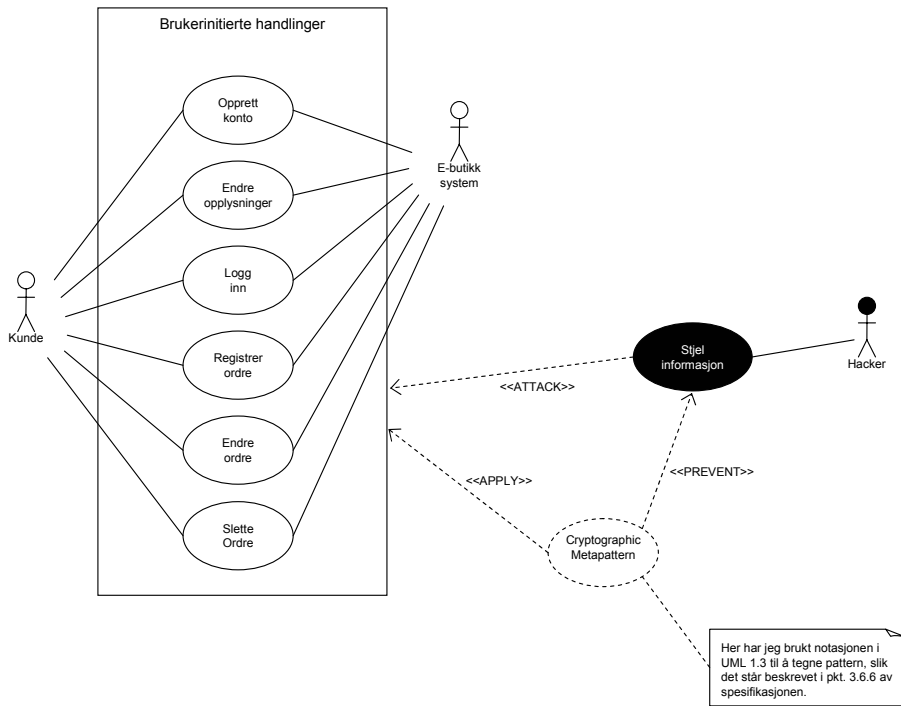 Brukerinitierte handlinger
Opprett
konto
E-butikk
system
Endre
opplysninger
Logg
inn
Kunde
Registrer
ordre
Stjel
informasjon
Hacker
<<ATTACK>>
Endre
ordre
<<APPLY>>
<<PREVENT>>
Slette
Ordre
Cryptographic
Metapattern
Her har jeg brukt notasjonen i
UML 1.3 til å tegne pattern, slik
det står beskrevet i pkt. 3.6.6 av
spesifikasjonen.